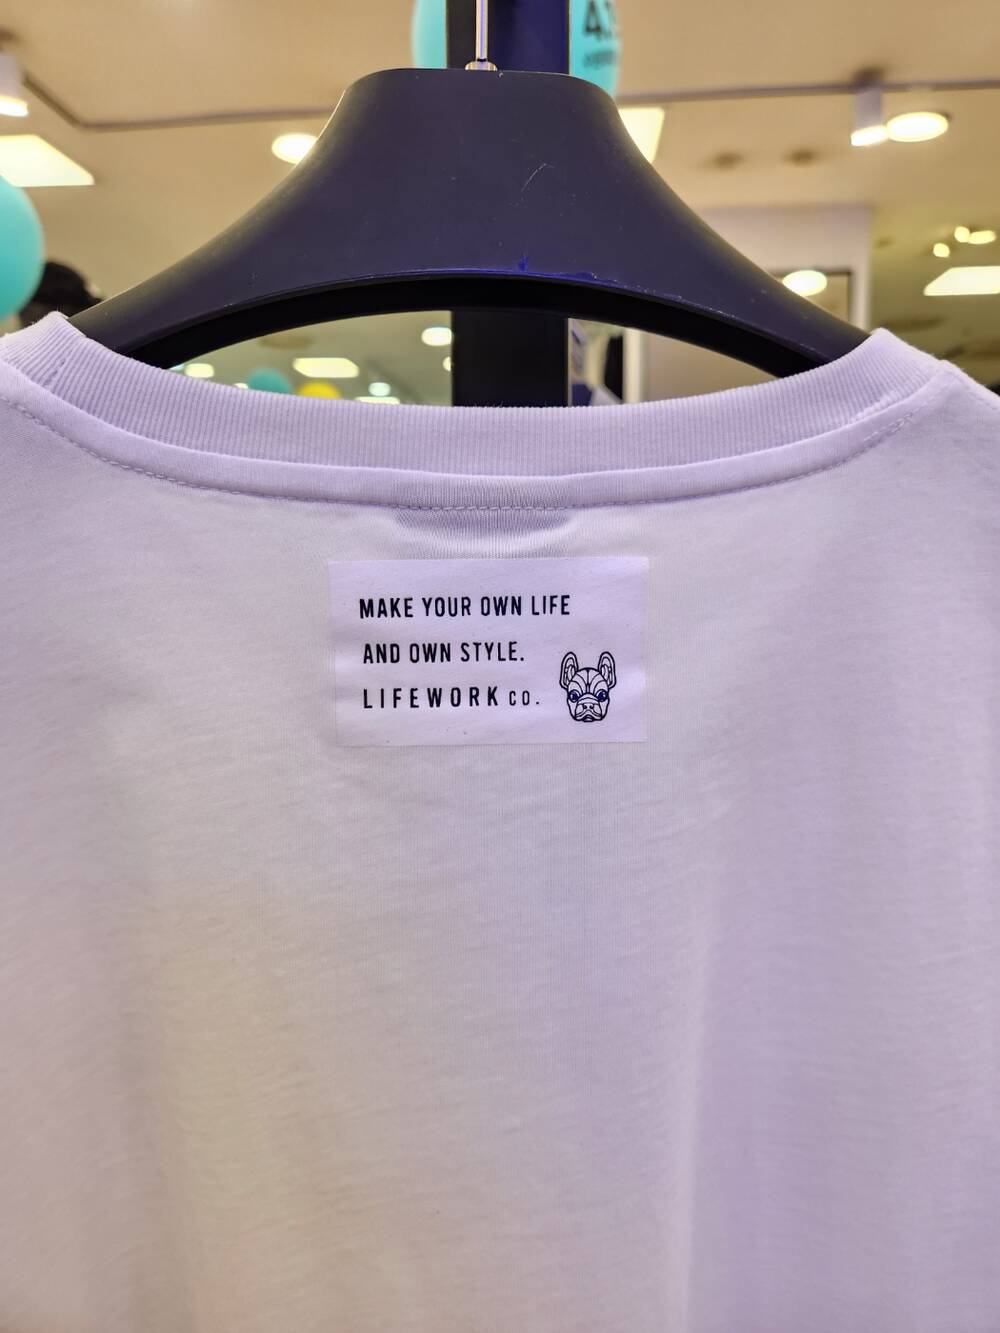 MAKE YOUR OWN LIFE
AND OWN STYLE.
LIFEWORK CO.